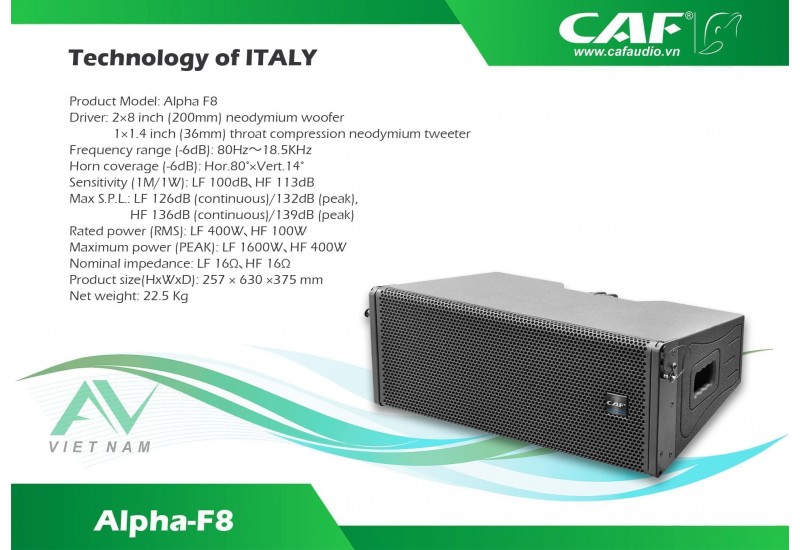 CAF®
www.cafaudio.vn
Technology of ITALY
Product Model: Alpha F8
Driver: 2×8 inch (200mm) neodymium woofer
1×1.4 inch (36mm) throat compression neodymium tweeter
Frequency range (-6dB): 80Hz～18.5KHz
Horn coverage (-6dB): Hor.80°×Vert.14°
Sensitivity (1M/1W): LF 100dB、HF 113dB
Max S.P.L.: LF 126dB (continuous)/132dB (peak),
HF 136dB (continuous)/139dB (peak)
Rated power (RMS): LF 400W、HF 100W
Maximum power (PEAK): LF 1600W、HF 400W
Nominal impedance: LF 16Ω、HF 16Ω
Product size(HxWxD): 257 × 630 ×375 mm
Net weight: 22.5 Kg
CAF
AV
VIET NAM
Alpha-F8